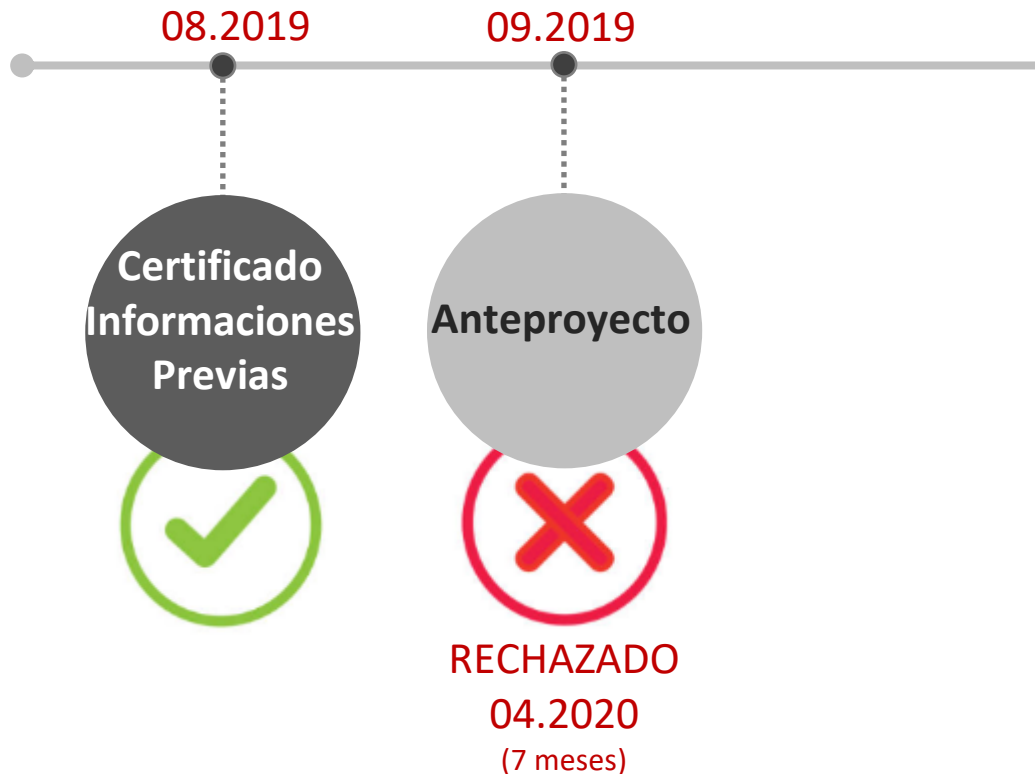 08.2019
09.2019
Certificado
Informaciones
Previas
Anteproyecto
RECHAZADO
04.2020
(7 meses)